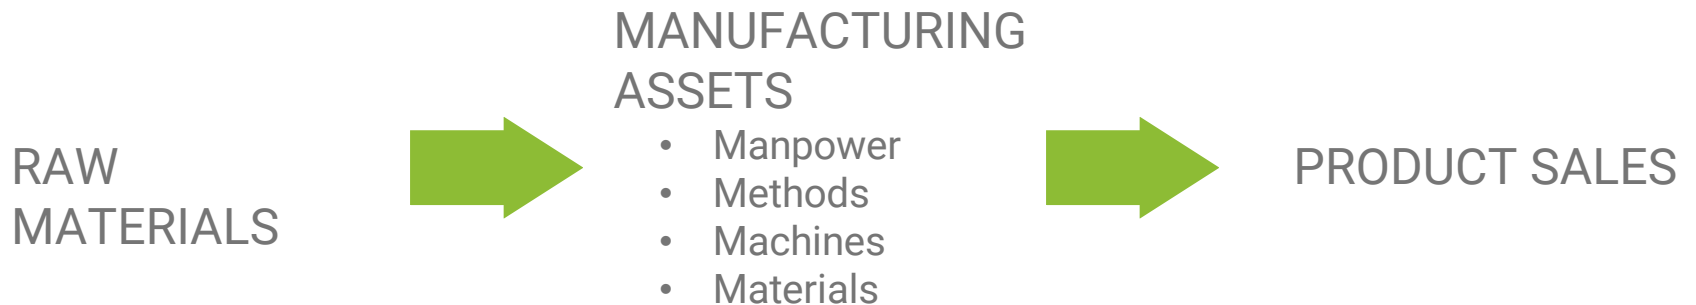 RAW
MATERIALS
MANUFACTURING
ASSETS
• Manpower
• Methods
• Machines
• Materials
PRODUCT SALES